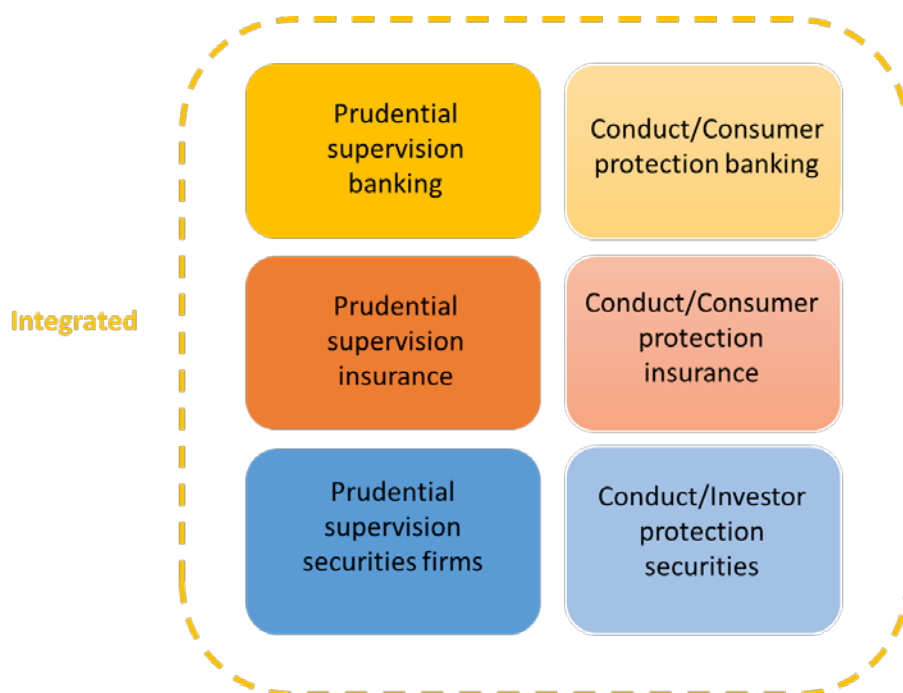 Prudential
supervision
banking
Conduct/Consumer
protection banking
Integrated
Prudential
supervision
insurance
Conduct/Consumer
protection
insurance
Prudential
supervision
securities firms
Conduct/Investor
protection
securities